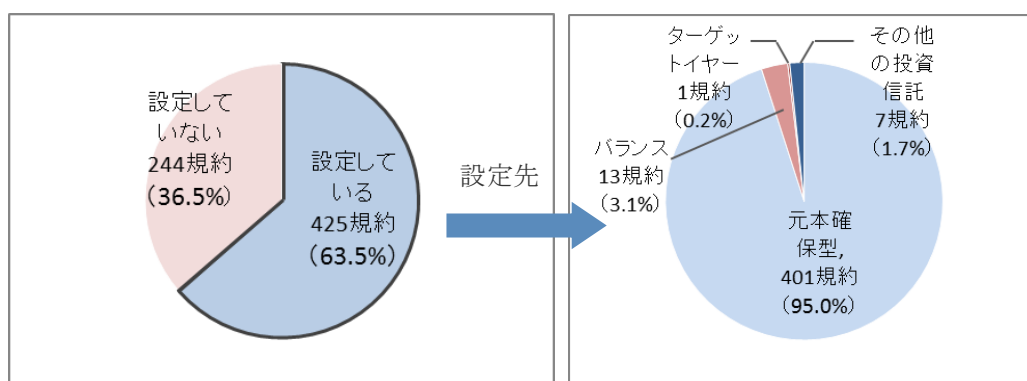 設定して
いない
244規約
（36.5%）
設定して
いる
425規約
（63.5%）
設定先
ターゲッ
トイヤー
1規約
（0.2%）
その他
の投資
信託
7規約
（1.7%）
バランス
13規約
（3.1%）
元本確
保型,
401規約
（95.0%）